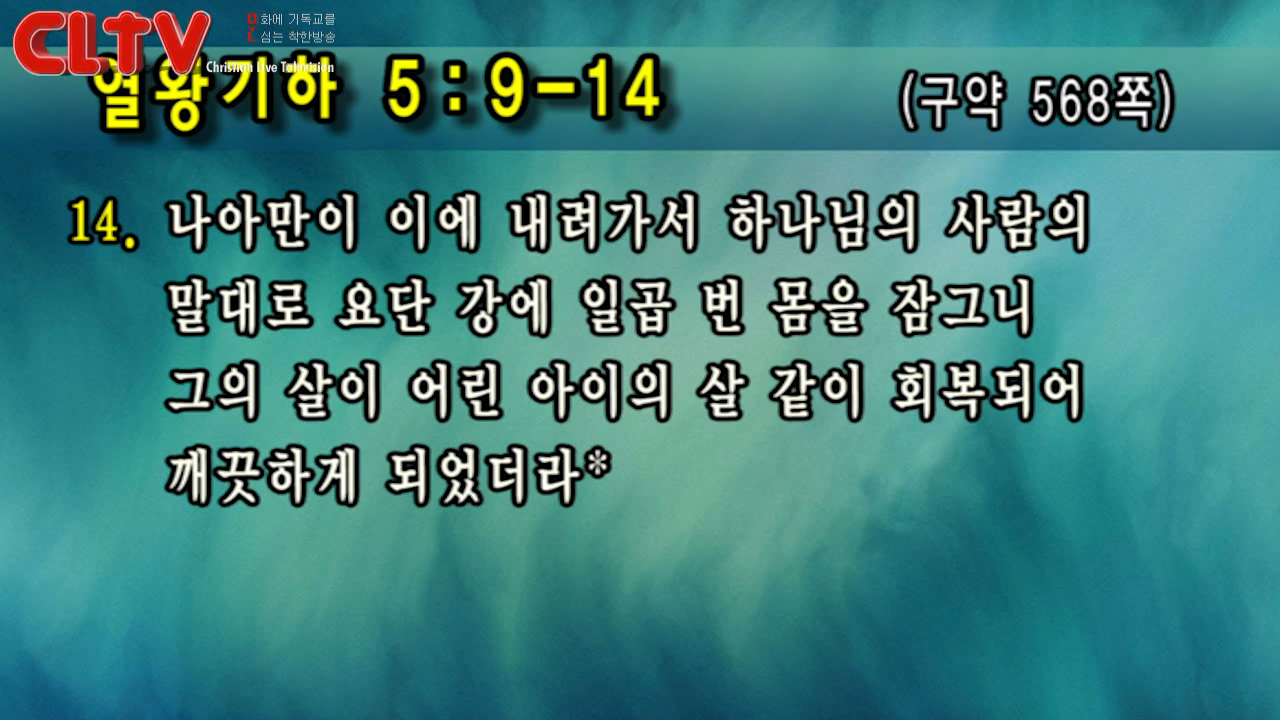 CLTV 문화에 기독교를
심는 착한방송
Christian Live Television
열왕기하 5:9-14 (구약 568쪽)
14. 나아만이 이에 내려가서 하나님의 사람의
말대로 요단 강에 일곱 번 몸을 잠그니
그의 살이 어린 아이의 살 같이 회복되어
깨끗하게 되었더라*